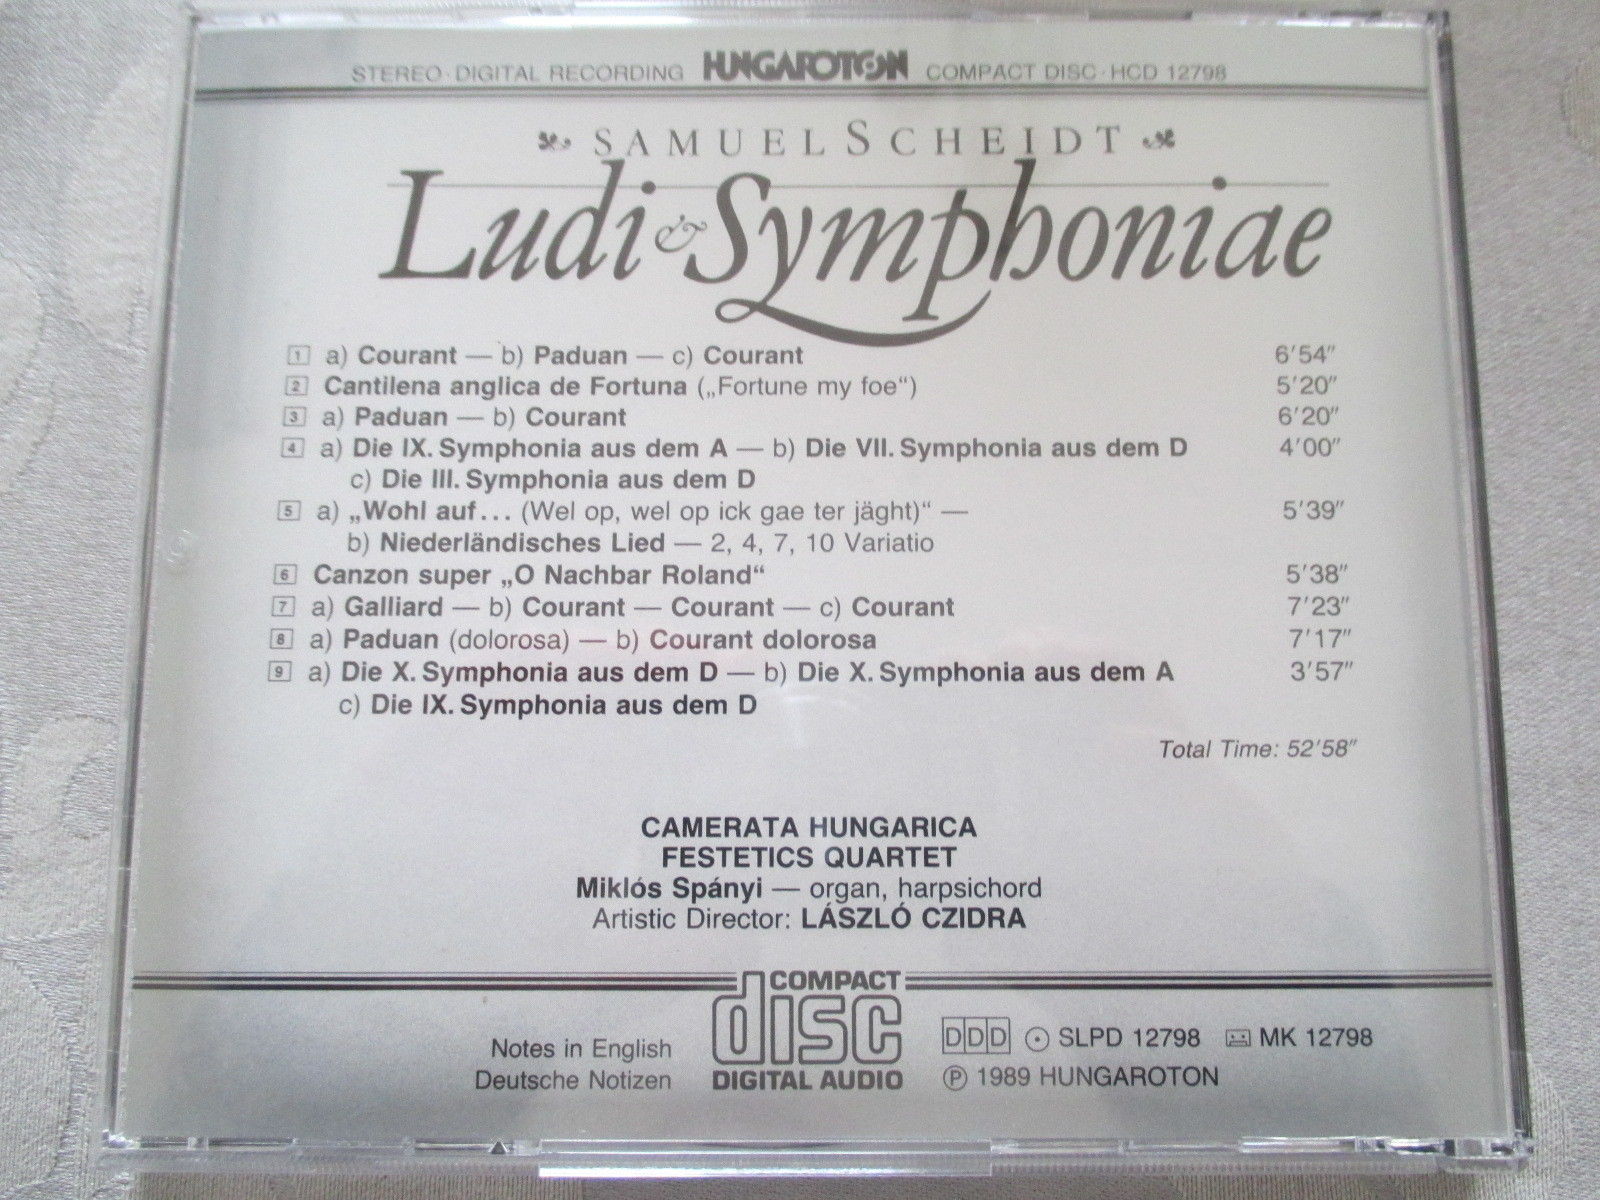 STEREO · DIGITAL RECORDING HUNGAROTON COMPACT DISC · HCD 12798
SAMUEL SCHEIDT
Ludi & Symphoniae
1 a) Courant — b) Paduan — c) Courant 6′54″
2 Cantilena anglica de Fortuna („Fortune my foe“) 5′20″
3 a) Paduan — b) Courant 6′20″
4 a) Die IX. Symphonia aus dem A — b) Die VII. Symphonia aus dem D 4′00″
c) Die III. Symphonia aus dem D
5 a) „Wohl auf... (Wel op, wel op ick gae ter jäght)“ — 5′39″
b) Niederländisches Lied — 2, 4, 7, 10 Variatio
6 Canzon super „O Nachbar Roland“ 5′38″
7 a) Galliard — b) Courant — Courant — c) Courant 7′23″
8 a) Paduan (dolorosa) — b) Courant dolorosa 7′17″
9 a) Die X. Symphonia aus dem D — b) Die X. Symphonia aus dem A 3′57″
c) Die IX. Symphonia aus dem D
Total Time: 52′58″
CAMERATA HUNGARICA
FESTETICS QUARTET
Miklós Spányi — organ, harpsichord
Artistic Director: LÁSZLÓ CZIDRA
Notes in English
Deutsche Notizen
COMPACT
disc
DIGITAL AUDIO
DDD SLPD 12798 MK 12798
Ⓟ 1989 HUNGAROTON